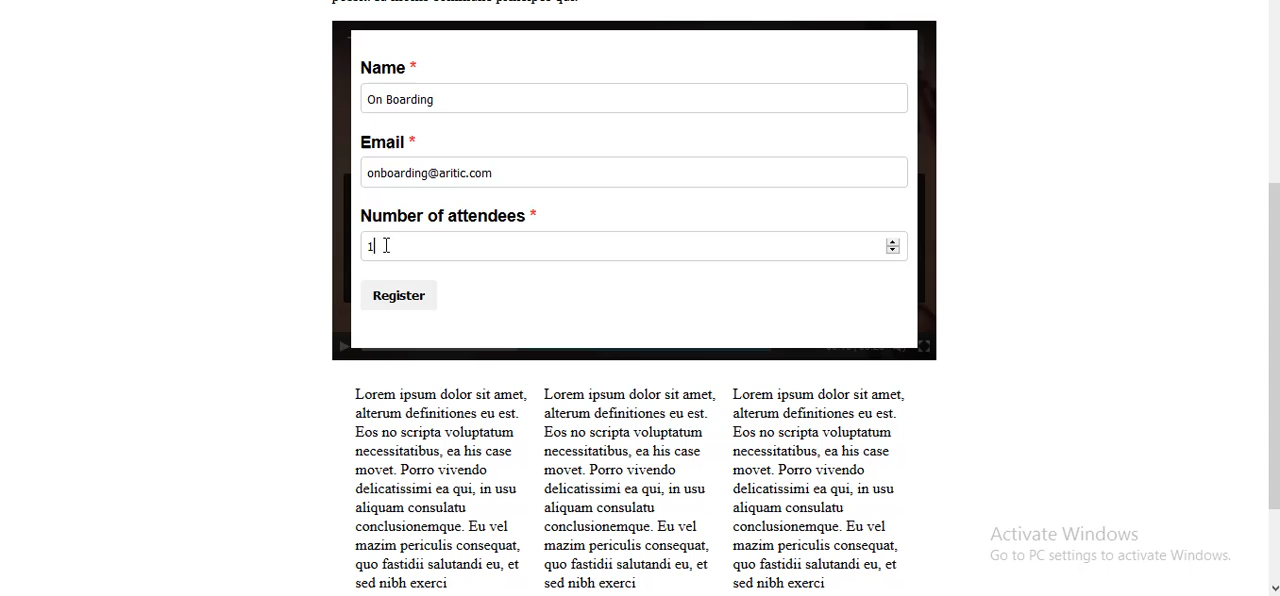 Name *
On Boarding
Email *
onboarding@aritic.com
Number of attendees *
1
Register
Lorem ipsum dolor sit amet,
alterum definitiones eu est.
Eos no scripta voluptatum
necessitatibus, ea his case
movet. Porro vivendo
delicatissimi ea qui, in usu
aliquam consulatu
conclusionemque. Eu vel
mazim periculis consequat,
quo fastidii salutandi eu, et
sed nibh exerci
Lorem ipsum dolor sit amet,
alterum definitiones eu est.
Eos no scripta voluptatum
necessitatibus, ea his case
movet. Porro vivendo
delicatissimi ea qui, in usu
aliquam consulatu
conclusionemque. Eu vel
mazim periculis consequat,
quo fastidii salutandi eu, et
sed nibh exerci
Lorem ipsum dolor sit amet,
alterum definitiones eu est.
Eos no scripta voluptatum
necessitatibus, ea his case
movet. Porro vivendo
delicatissimi ea qui, in usu
aliquam consulatu
conclusionemque. Eu vel
mazim periculis consequat,
quo fastidii salutandi eu, et
sed nibh exerci
Activate Windows
Go to PC settings to activate Windows.